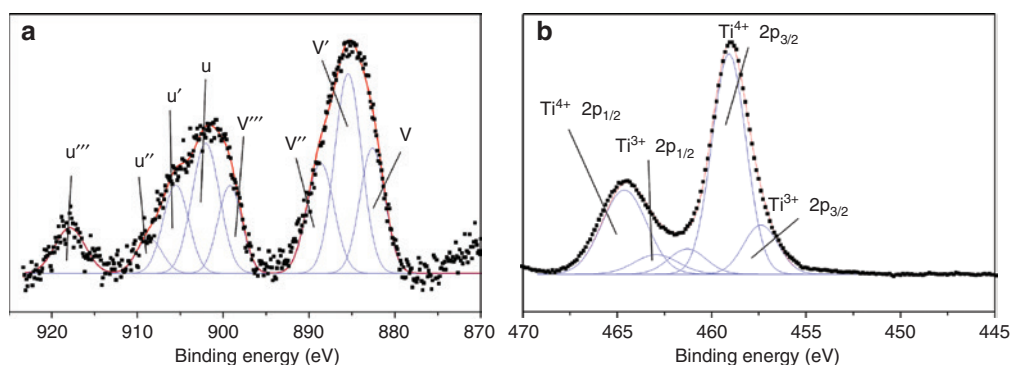 a
V′
u
u′
V‴
V″
V
u″
u‴
920
910
900
890
880
870
Binding energy (eV)
b
Ti⁴⁺ 2p₃/₂
Ti⁴⁺ 2p₁/₂
Ti³⁺ 2p₁/₂
Ti³⁺ 2p₃/₂
470
465
460
455
450
445
Binding energy (eV)